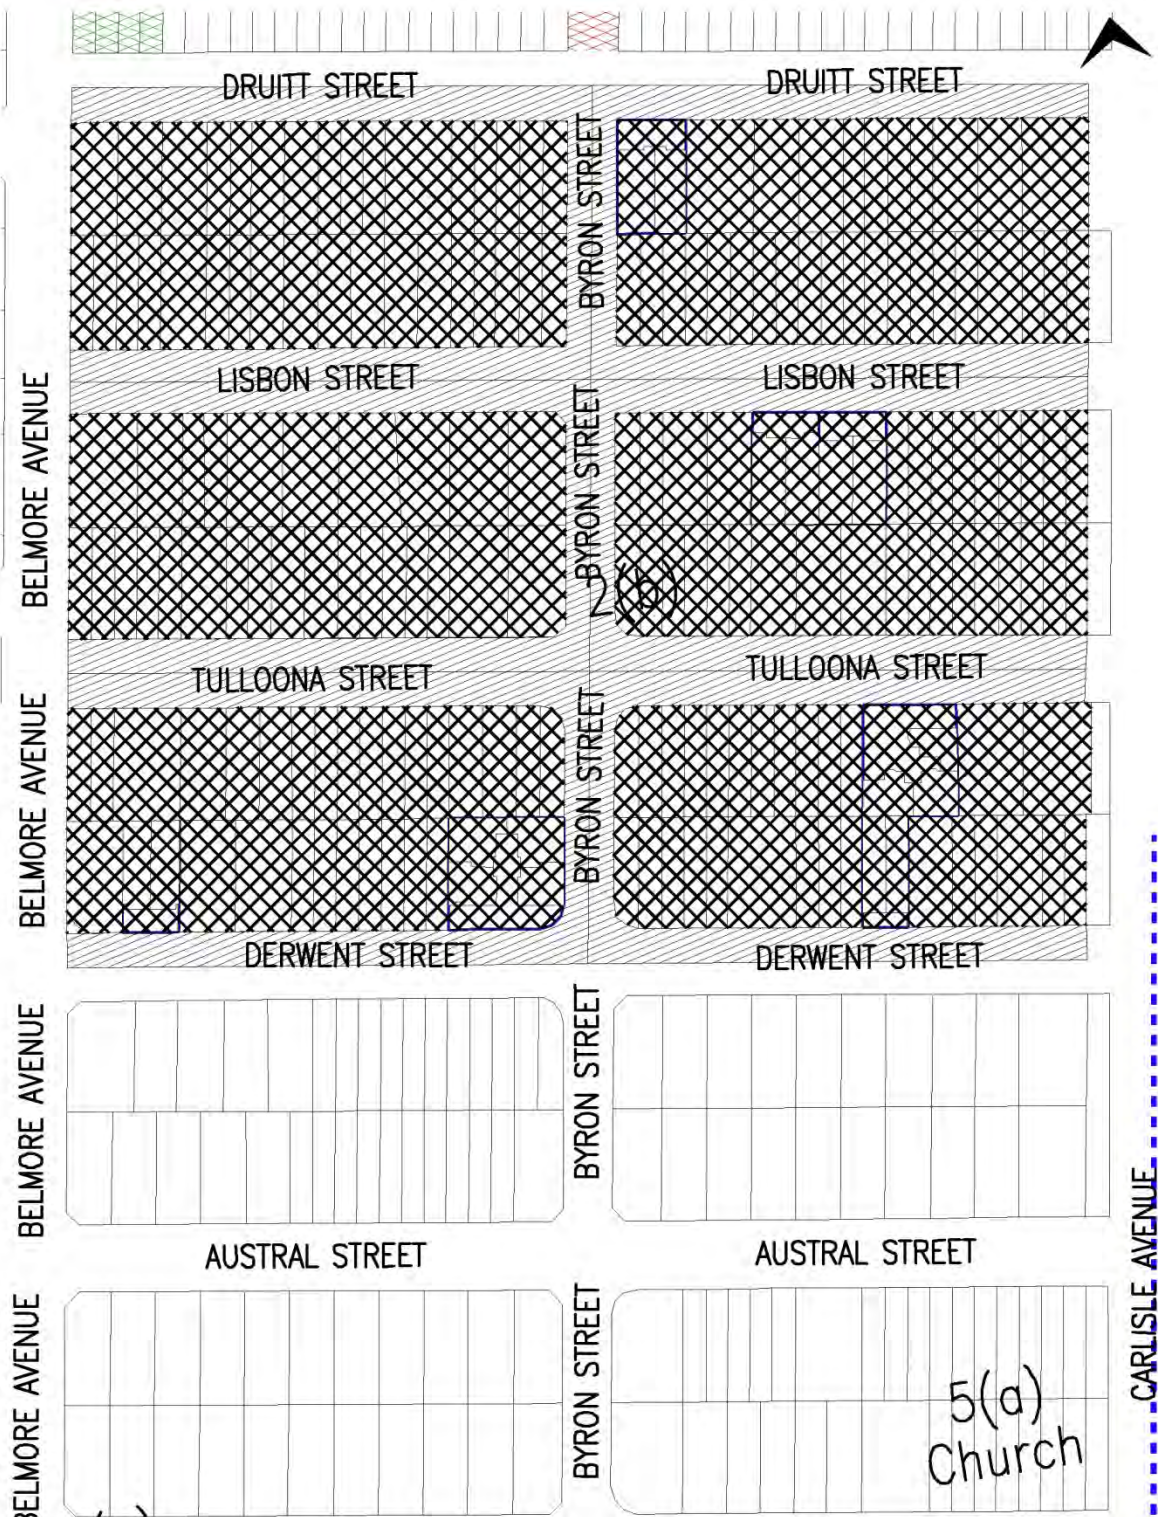 DRUITT STREET
DRUITT STREET
BYRON STREET
LISBON STREET
LISBON STREET
BELMORE AVENUE
BYRON STREET
2(b)
TULLOONA STREET
TULLOONA STREET
BELMORE AVENUE
BYRON STREET
DERWENT STREET
DERWENT STREET
BELMORE AVENUE
BYRON STREET
AUSTRAL STREET
AUSTRAL STREET
CARLISLE AVENUE
BELMORE AVENUE
BYRON STREET
5(a)
Church